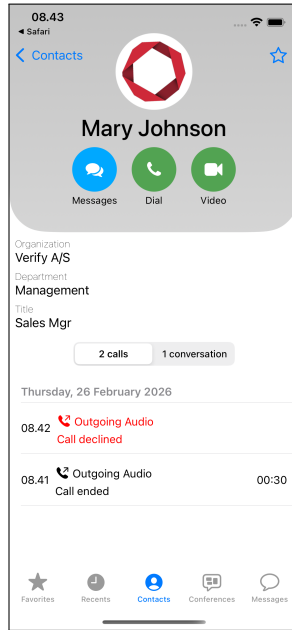 08.43
◀ Safari
Contacts
Mary Johnson
Messages Dial Video
Organization
Verify A/S
Department
Management
Title
Sales Mgr
2 calls 1 conversation
Thursday, 26 February 2026
08.42 Outgoing Audio
Call declined
08.41 Outgoing Audio 00:30
Call ended
Favorites Recents Contacts Conferences Messages